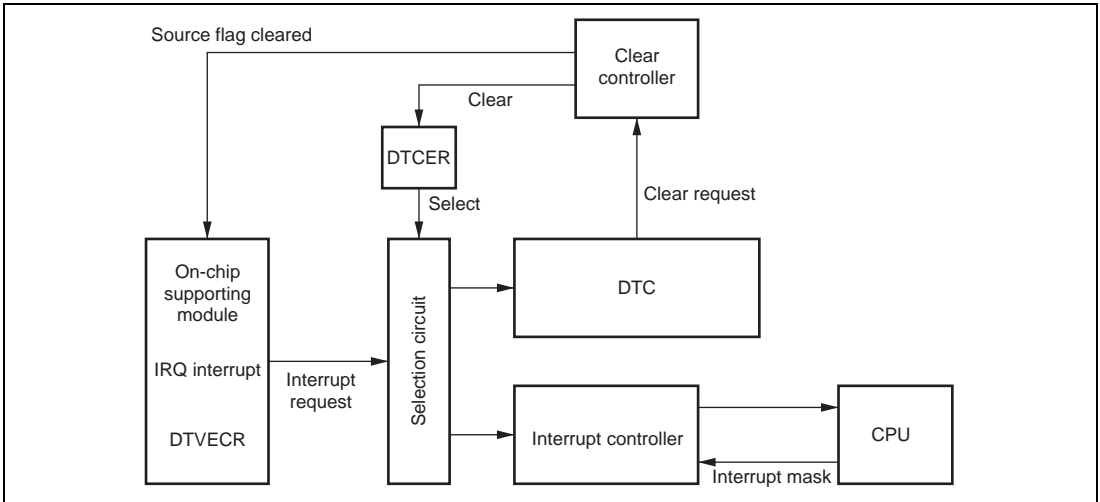 Source flag cleared
Clear
controller
Clear
DTCER
Select
Clear request
On-chip
supporting
module
IRQ interrupt
DTVECR
Interrupt
request
Selection circuit
DTC
Interrupt controller
CPU
Interrupt mask